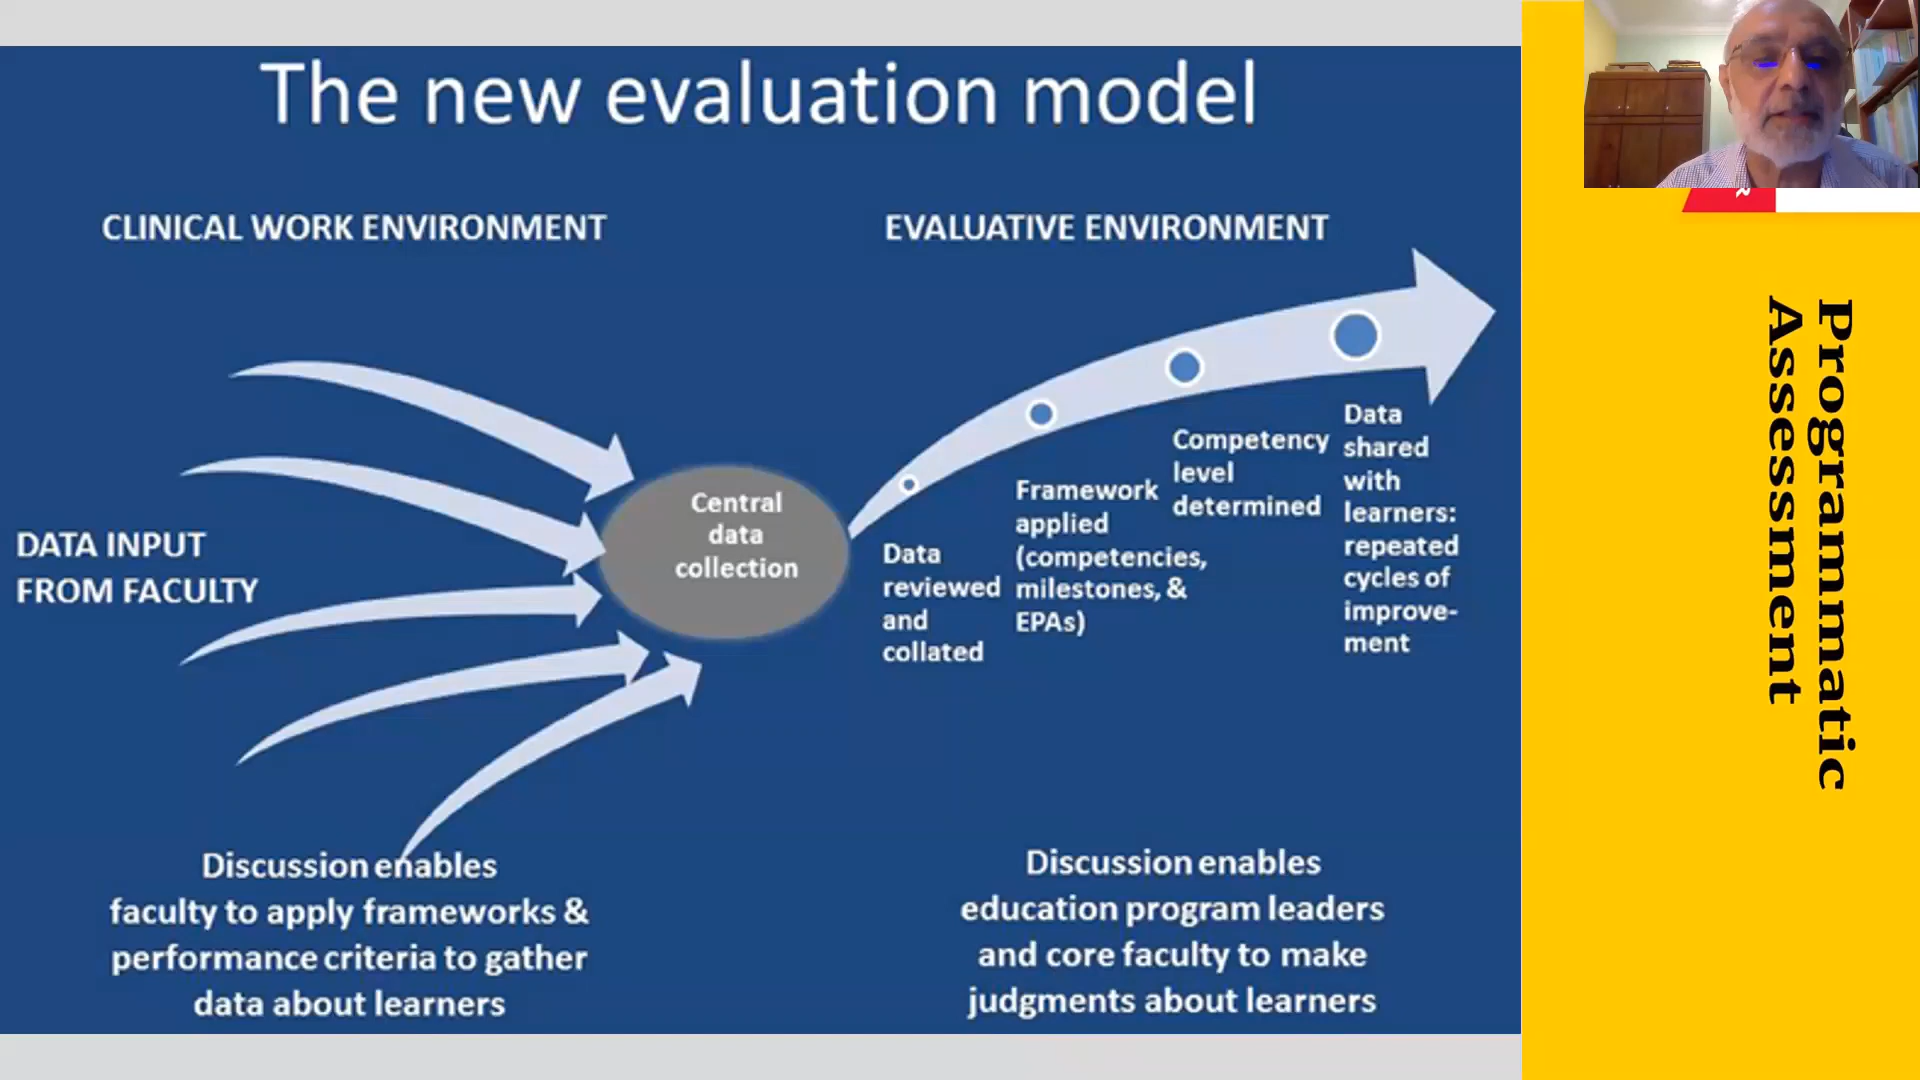 The new evaluation model
CLINICAL WORK ENVIRONMENT
DATA INPUT
FROM FACULTY
Central
data
collection
Discussion enables
faculty to apply frameworks &
performance criteria to gather
data about learners
EVALUATIVE ENVIRONMENT
Data
reviewed
and
collated
Framework
applied
(competencies,
milestones, &
EPAs)
Competency
level
determined
Data
shared
with
learners:
repeated
cycles of
improve-
ment
Discussion enables
education program leaders
and core faculty to make
judgments about learners
Programmatic
Assessment